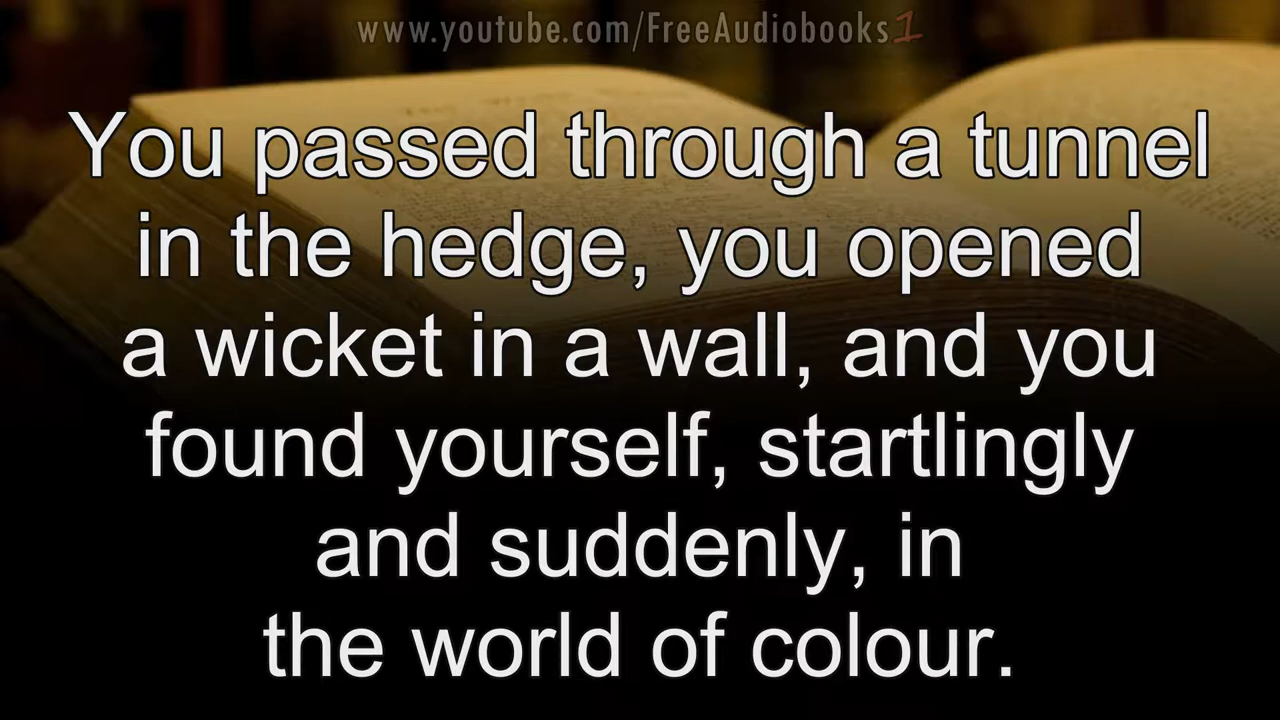 www.youtube.com/FreeAudiobooks1
You passed through a tunnel
in the hedge, you opened
a wicket in a wall, and you
found yourself, startlingly
and suddenly, in
the world of colour.